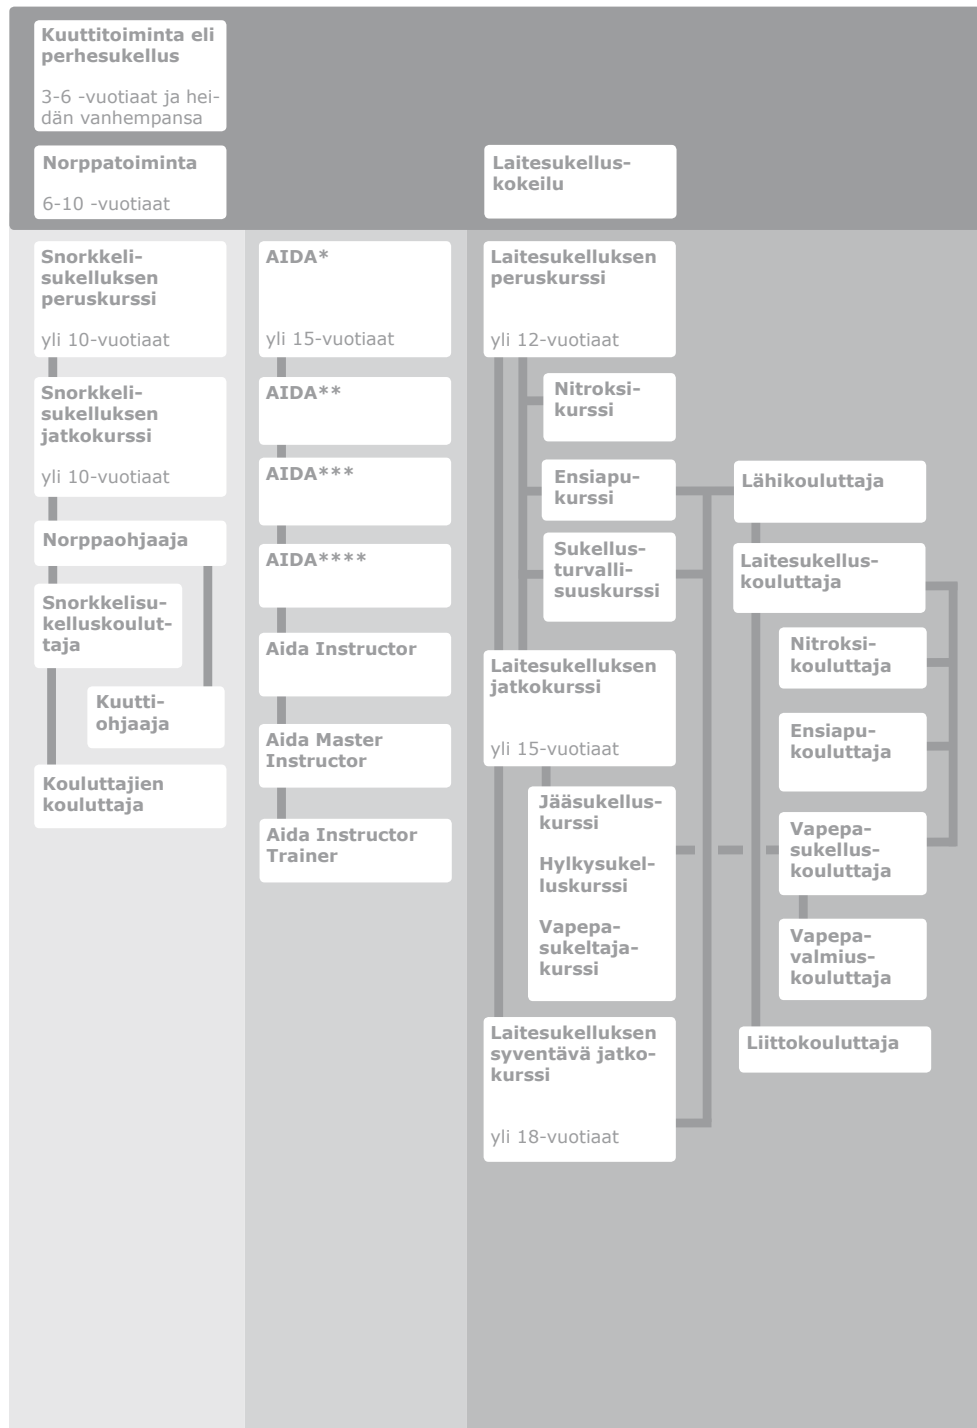 Kuuttitoiminta eli
perhesukellus
3-6 -vuotiaat ja hei-
dän vanhempansa
Norppatoiminta
6-10 -vuotiaat
Laitesukellus-
kokeilu
Snorkkeli-
sukelluksen
peruskurssi
yli 10-vuotiaat
Snorkkeli-
sukelluksen
jatkokurssi
yli 10-vuotiaat
Norppaohjaaja
Snorkkelisu-
kelluskoulut-
taja
Kuutti-
ohjaaja
Kouluttajien
kouluttaja
AIDA*
yli 15-vuotiaat
AIDA**
AIDA***
AIDA****
Aida Instructor
Aida Master
Instructor
Aida Instructor
Trainer
Laitesukelluksen
peruskurssi
yli 12-vuotiaat
Nitroksi-
kurssi
Ensiapu-
kurssi
Sukellus-
turvalli-
suuskurssi
Laitesukelluksen
jatkokurssi
yli 15-vuotiaat
Jääsukellus-
kurssi
Hylkysukel-
luskurssi
Vapepa-
sukeltaja-
kurssi
Laitesukelluksen
syventävä jatko-
kurssi
yli 18-vuotiaat
Lähikouluttaja
Laitesukellus-
kouluttaja
Nitroksi-
kouluttaja
Ensiapu-
kouluttaja
Vapepa-
sukellus-
kouluttaja
Vapepa-
valmius-
kouluttaja
Liittokouluttaja